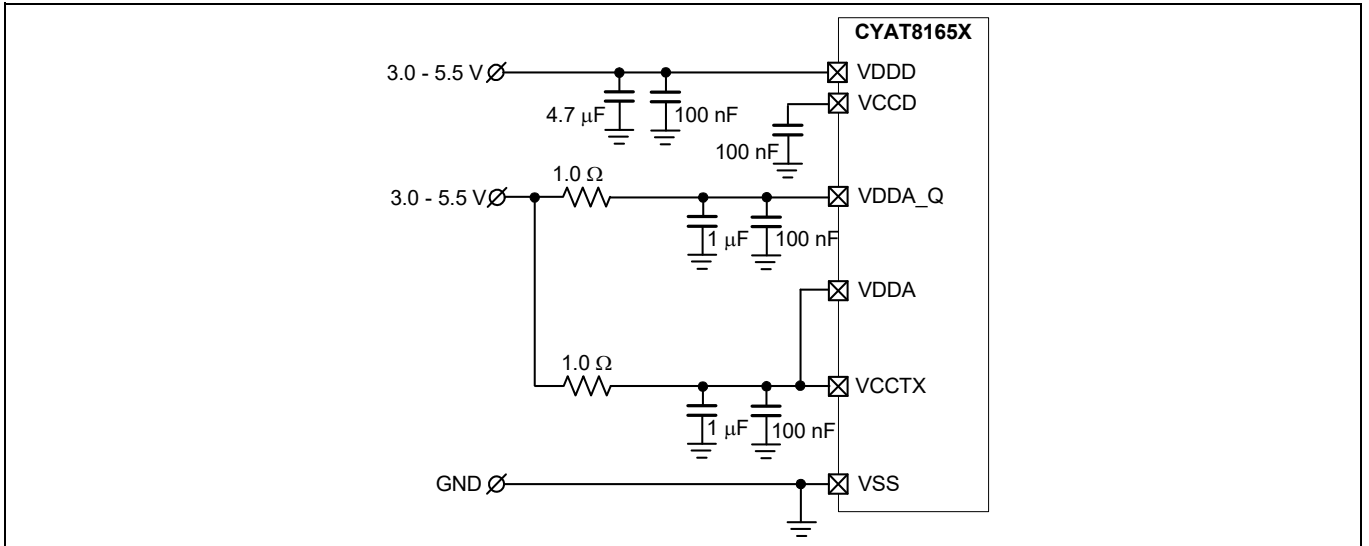 CYAT8165X
3.0 - 5.5 V
VDDD
VCCD
4.7 μF
100 nF
100 nF
1.0 Ω
3.0 - 5.5 V
VDDA_Q
1 μF
100 nF
VDDA
1.0 Ω
VCCTX
1 μF
100 nF
GND
VSS